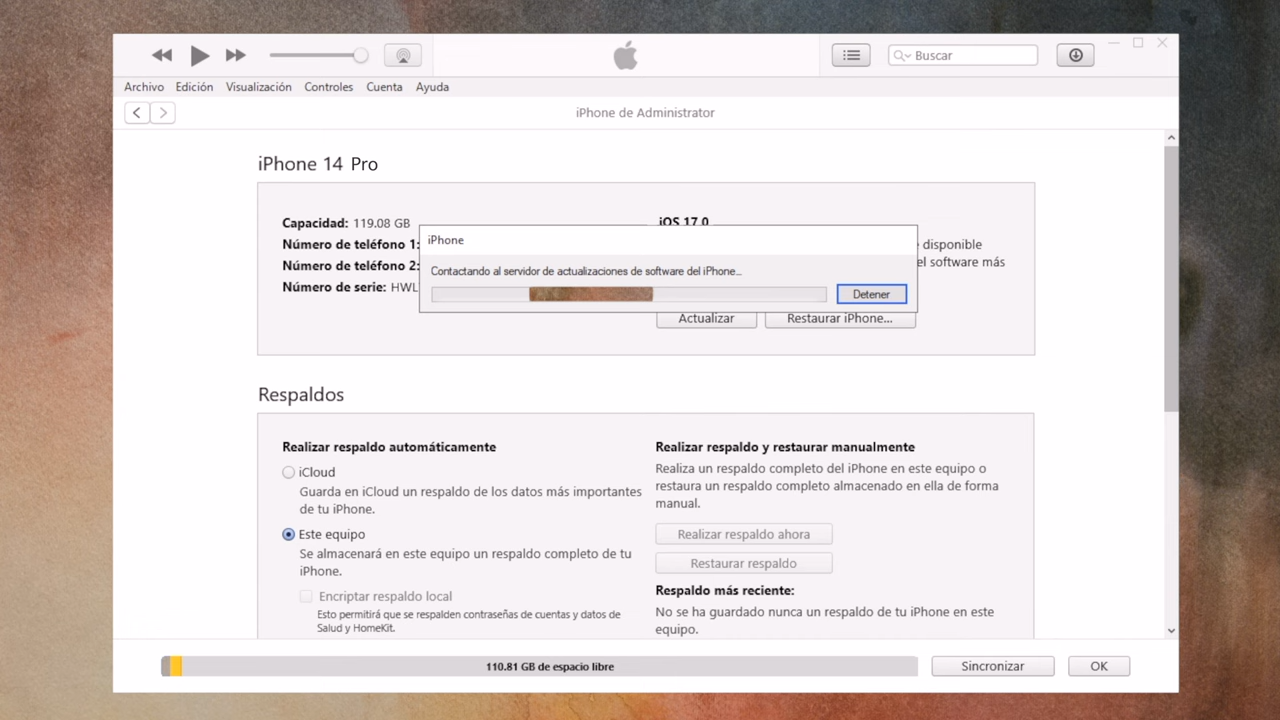 Buscar
Archivo Edición Visualización Controles Cuenta Ayuda
iPhone de Administrator
iPhone 14 Pro
Capacidad: 119.08 GB
Número de teléfono 1:
Número de teléfono 2:
Número de serie: HWL
iOS 17.0
disponible
el software más
iPhone
Contactando al servidor de actualizaciones de software del iPhone...
Detener
Actualizar
Restaurar iPhone...
Respaldos
Realizar respaldo automáticamente
iCloud
Guarda en iCloud un respaldo de los datos más importantes
de tu iPhone.
Este equipo
Se almacenará en este equipo un respaldo completo de tu
iPhone.
Encriptar respaldo local
Esto permitirá que se respalden contraseñas de cuentas y datos de
Salud y HomeKit.
Realizar respaldo y restaurar manualmente
Realiza un respaldo completo del iPhone en este equipo o
restaura un respaldo completo almacenado en ella de forma
manual.
Realizar respaldo ahora
Restaurar respaldo
Respaldo más reciente:
No se ha guardado nunca un respaldo de tu iPhone en este
equipo.
110.81 GB de espacio libre
Sincronizar
OK